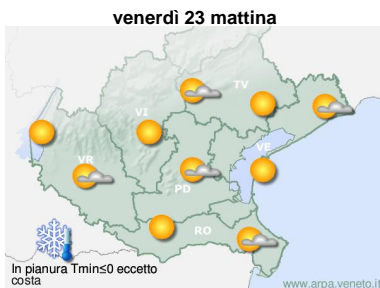 venerdì 23 mattina
TV
VI
VE
VR
PD
RO
In pianura Tmin≤0 eccetto
costa
www.arpa.veneto.it